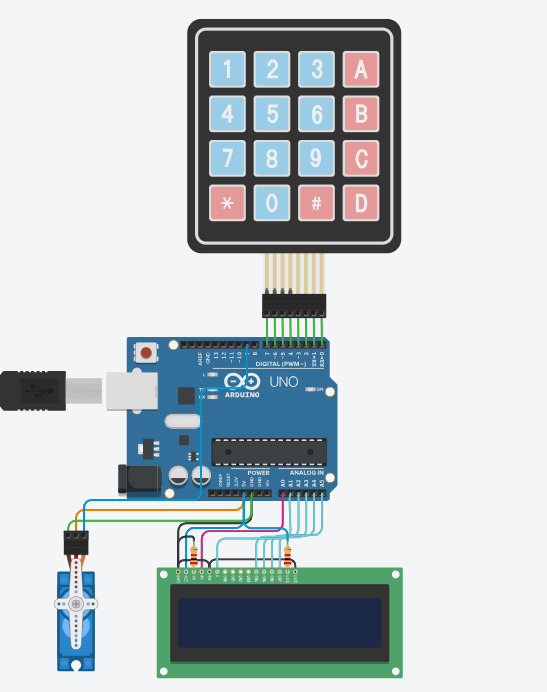 1 2 3 A
4 5 6 B
7 8 9 C
* 0 # D
AREF
GND
13
12
~11
~10
8
7
~6
~5
4
~3
2
TX→1
RX←0
DIGITAL (PWM ~)
L
TX
RX
UNO
ON
ARDUINO
POWER
ANALOG IN
IOREF
RESET
3.3V
5V
GND
GND
Vin
A0
A1
A2
A3
A4
A5